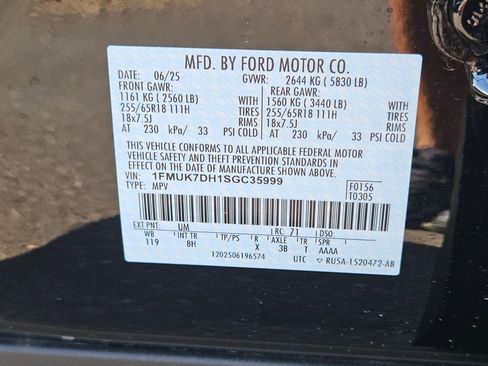 MFD. BY FORD MOTOR CO.
DATE: 06/25 GVWR: 2644 KG ( 5830 LB)
FRONT GAWR: REAR GAWR:
1161 KG ( 2560 LB) 1560 KG ( 3440 LB)
255/65R18 111H TIRES 255/65R18 111H TIRES
18x7.5J RIMS 18x7.5J RIMS
AT 230 kPa/ 33 PSI COLD AT 230 kPa/ 33 PSI COLD
THIS VEHICLE CONFORMS TO ALL APPLICABLE FEDERAL MOTOR
VEHICLE SAFETY AND THEFT PREVENTION STANDARDS IN EFFECT ON
THE DATE OF MANUFACTURE SHOWN ABOVE.
VIN: 1FMUK7DH1SGC35999
TYPE: MPV
F0156
T0305
EXT PNT: UM RC: 71 DSO:
WB INT TR TP/PS R AXLE TR SPR
119 8H X 3B T AAAA
1202506196574 UTC ▽ RU5A-1520472-AB